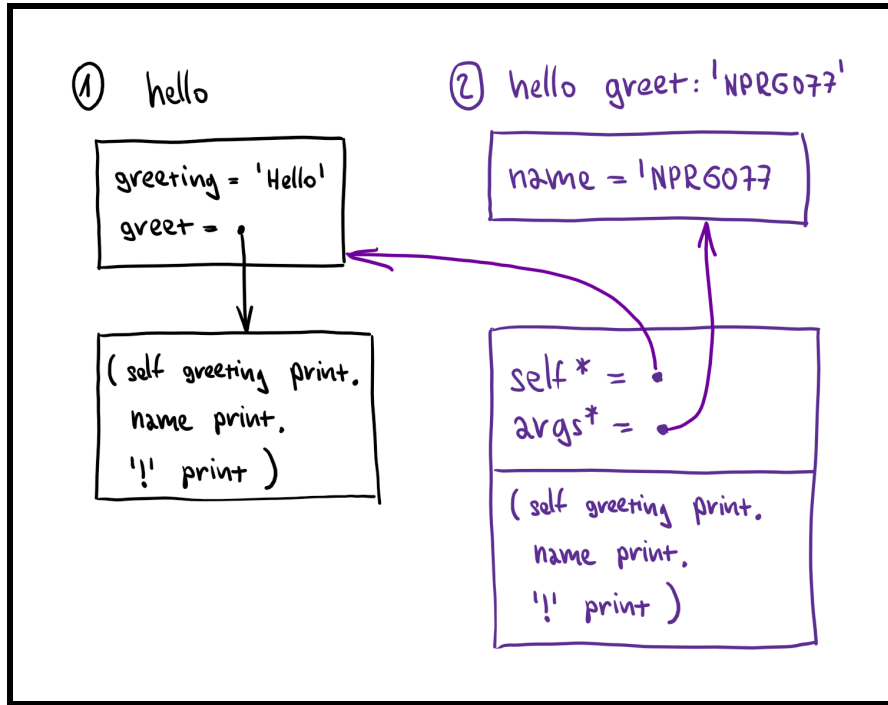 ① hello
greeting = 'Hello'
greet =
(self greeting print.
name print.
'!' print)
② hello greet: 'NPRG077'
name = 'NPRG077
self* =
args* =
(self greeting print.
name print.
'!' print)